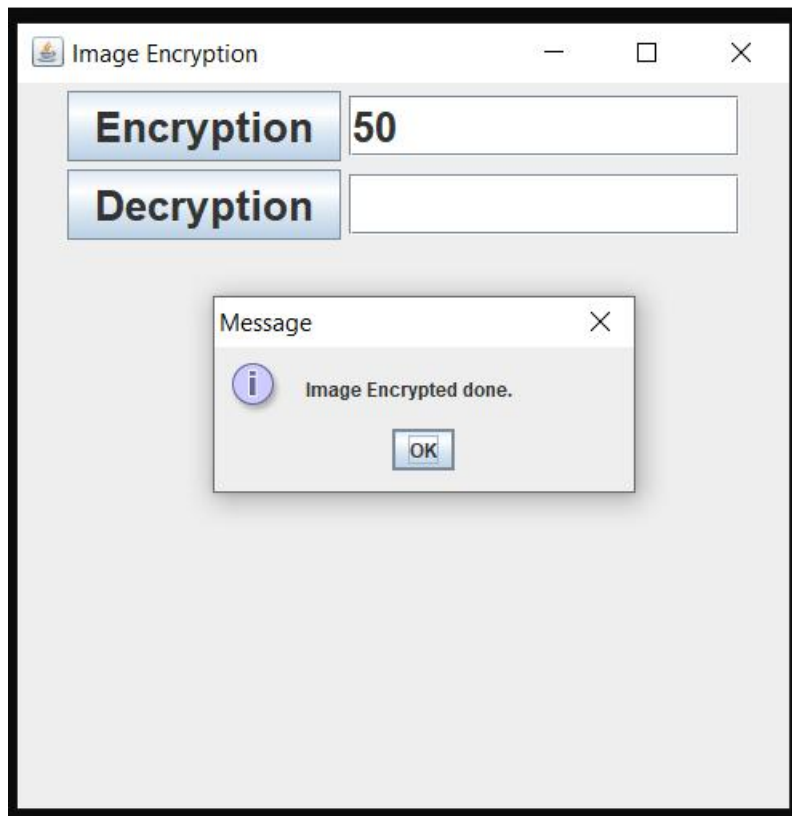 Image Encryption
Encryption 50
Decryption
Message
i
Image Encrypted done.
OK